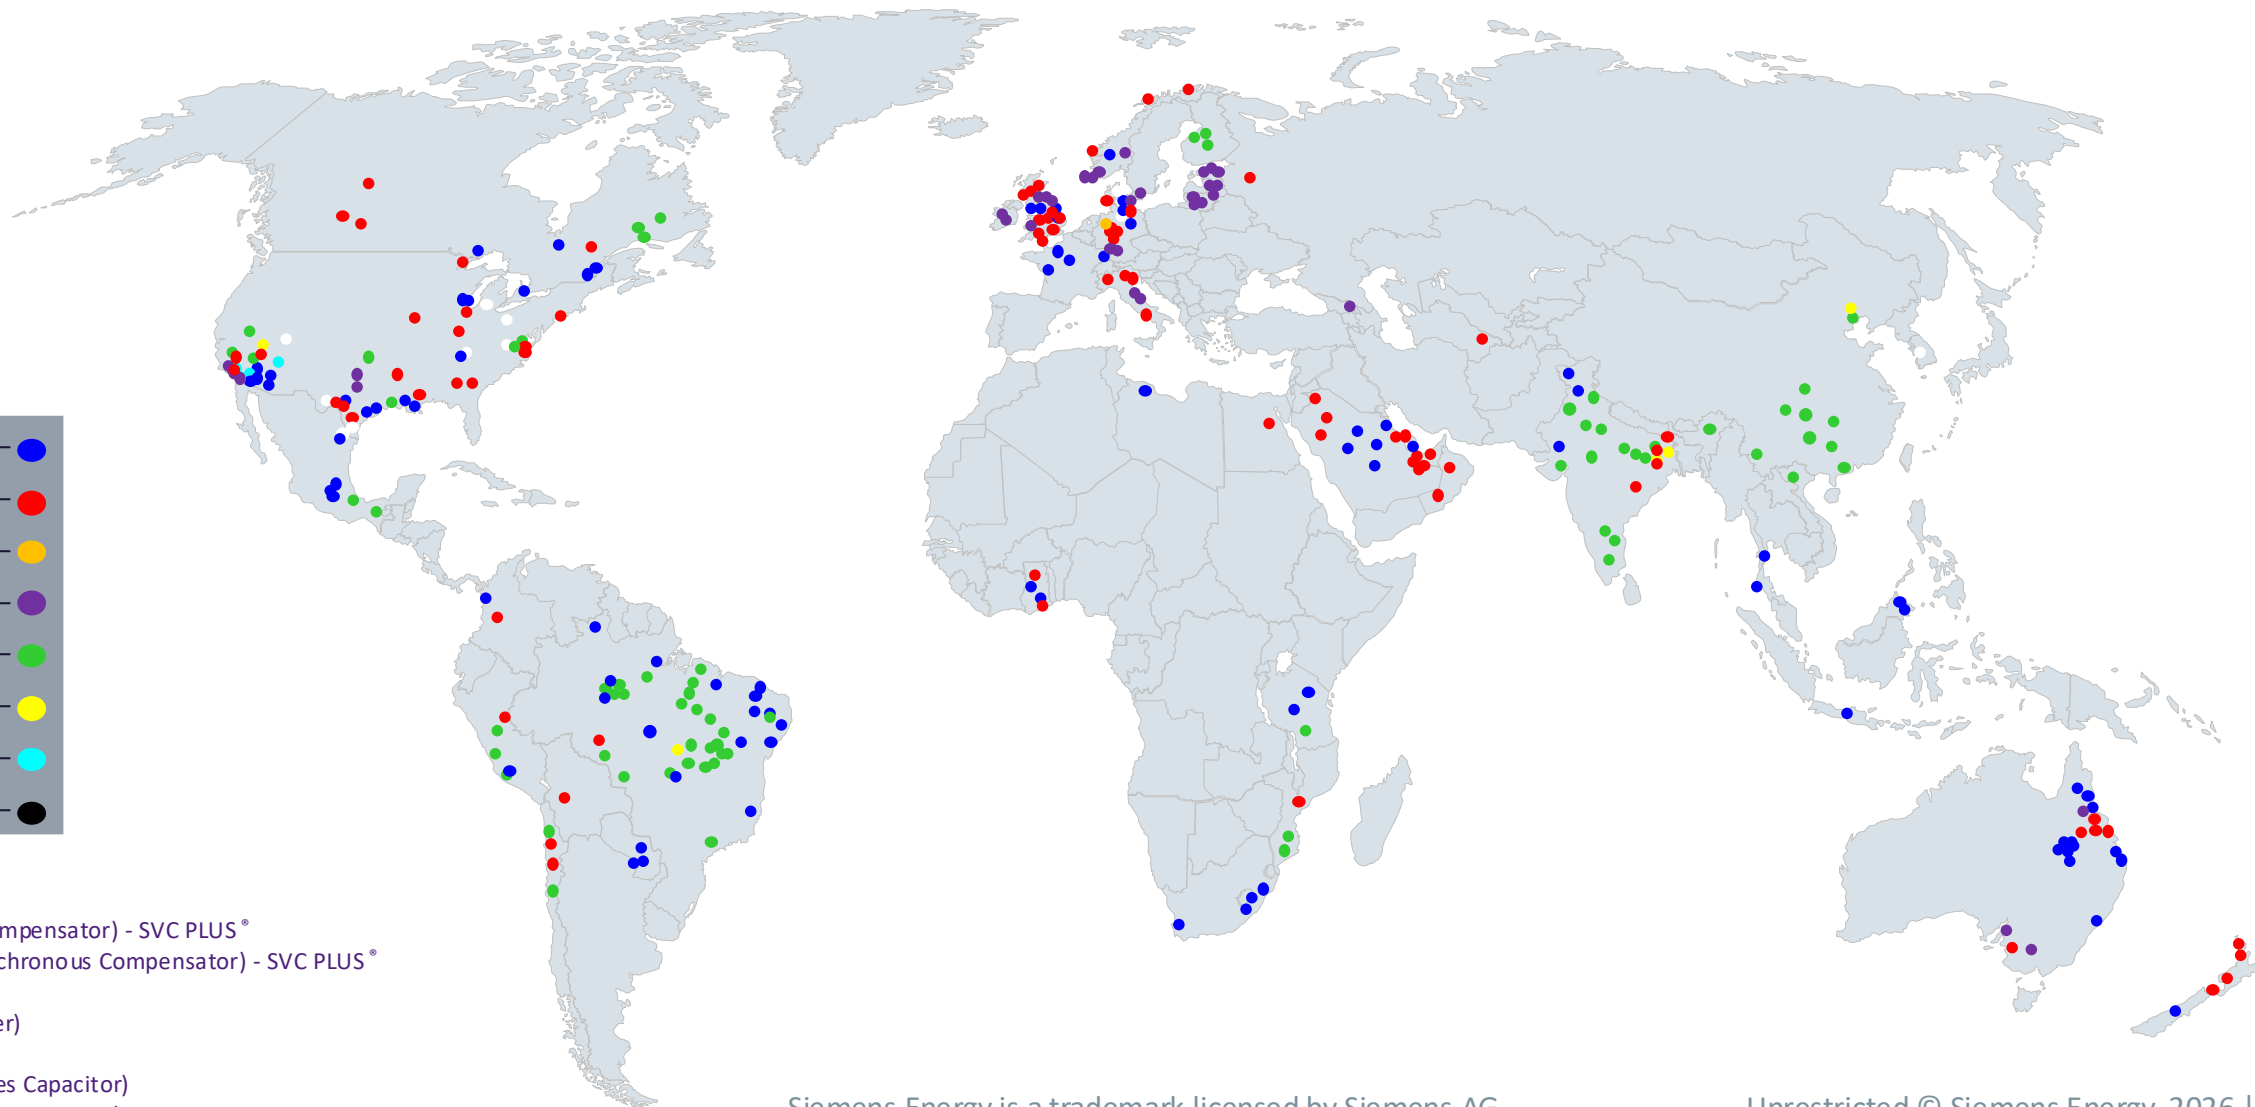 mpensator) - SVC PLUS®
chronous Compensator) - SVC PLUS®
er)
es Capacitor)
Siemens Energy is a trademark licensed by Siemens AG
Unrestricted © Siemens Energy, 2026 |